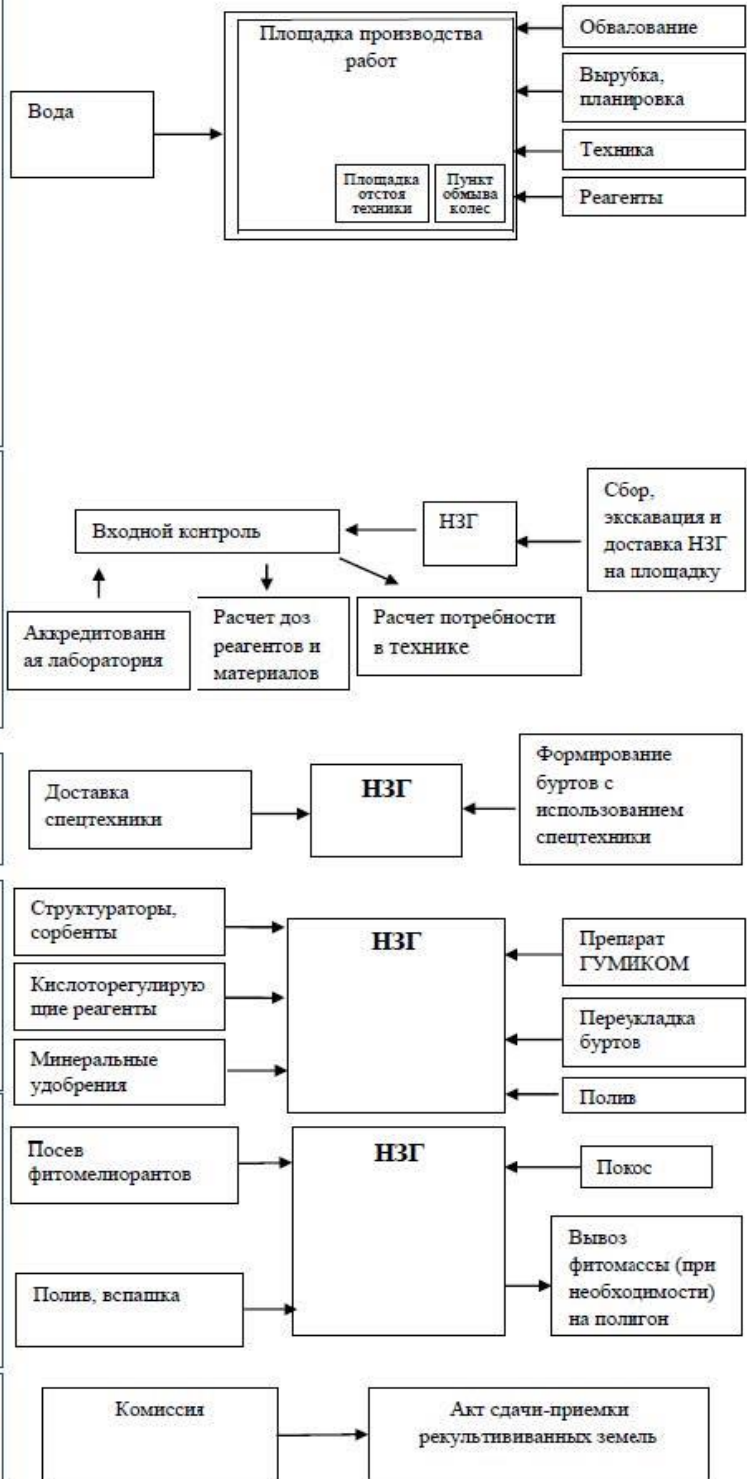 Площадка производства
работ
Обвалование
Вырубка,
планировка
Вода
Техника
Площадка
отстоя
техники
Пункт
обмыва
колес
Реагенты
Сбор,
экскавация и
доставка НЗГ
на площадку
НЗГ
Входной контроль
Аккредитованн
ая лаборатория
Расчет доз
реагентов и
материалов
Расчет потребности
в технике
Доставка
спецтехники
НЗГ
Формирование
буртов с
использованием
спецтехники
Структураторы,
сорбенты
Кислоторегулирую
щие реагенты
Минеральные
удобрения
НЗГ
Препарат
ГУМИКОМ
Переукладка
буртов
Полив
Посев
фитомелиорантов
НЗГ
Покос
Полив, вспашка
Вывоз
фитомассы (при
необходимости)
на полигон
Комиссия
Акт сдачи-приемки
рекультививанных земель